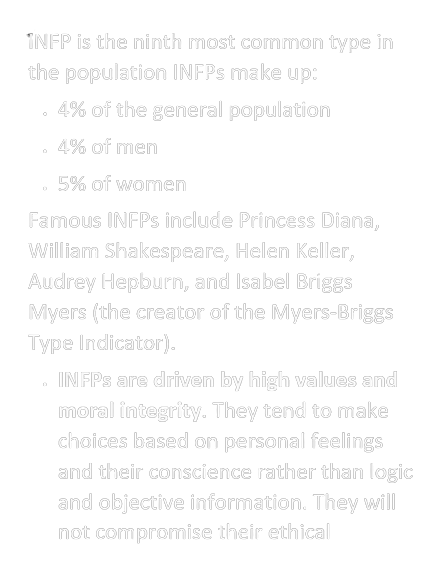 INFP is the ninth most common type in
the population INFPs make up:
• 4% of the general population
• 4% of men
• 5% of women
Famous INFPs include Princess Diana,
William Shakespeare, Helen Keller,
Audrey Hepburn, and Isabel Briggs
Myers (the creator of the Myers-Briggs
Type Indicator).
• INFPs are driven by high values and
moral integrity. They tend to make
choices based on personal feelings
and their conscience rather than logic
and objective information. They will
not compromise their ethical